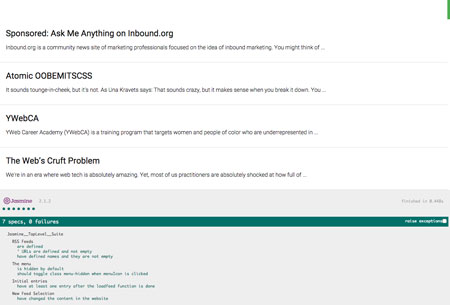 Sponsored: Ask Me Anything on Inbound.org
Inbound.org is a community news site of marketing professionals focused on the idea of inbound marketing. You might think of ...
Atomic OOBEMITSCSS
It sounds tounge-in-cheek, but it's not. As Una Kravets says: That sounds crazy, but it makes sense when you break it down. You ...
YWebCA
YWeb Career Academy (YWebCA) is a training program that targets women and people of color who are underrepresented in ...
The Web's Cruft Problem
We're in an era where web tech is absolutely amazing. Yet, most of us practitioners are absolutely shocked at how full of ...
Jasmine 2.1.2
finished in 0.448s
•••••••
7 specs, 0 failures
raise exceptions
Jasmine__TopLevel__Suite
RSS Feeds
are defined
' URLs are defined and not empty
have defined names and they are not empty
The menu
is hidden by default
should toggle class menu-hidden when menuIcon is clicked
Initial entries
have at least one entry after the loadfeed function is done
New Feed Selection
have changed the content in the website